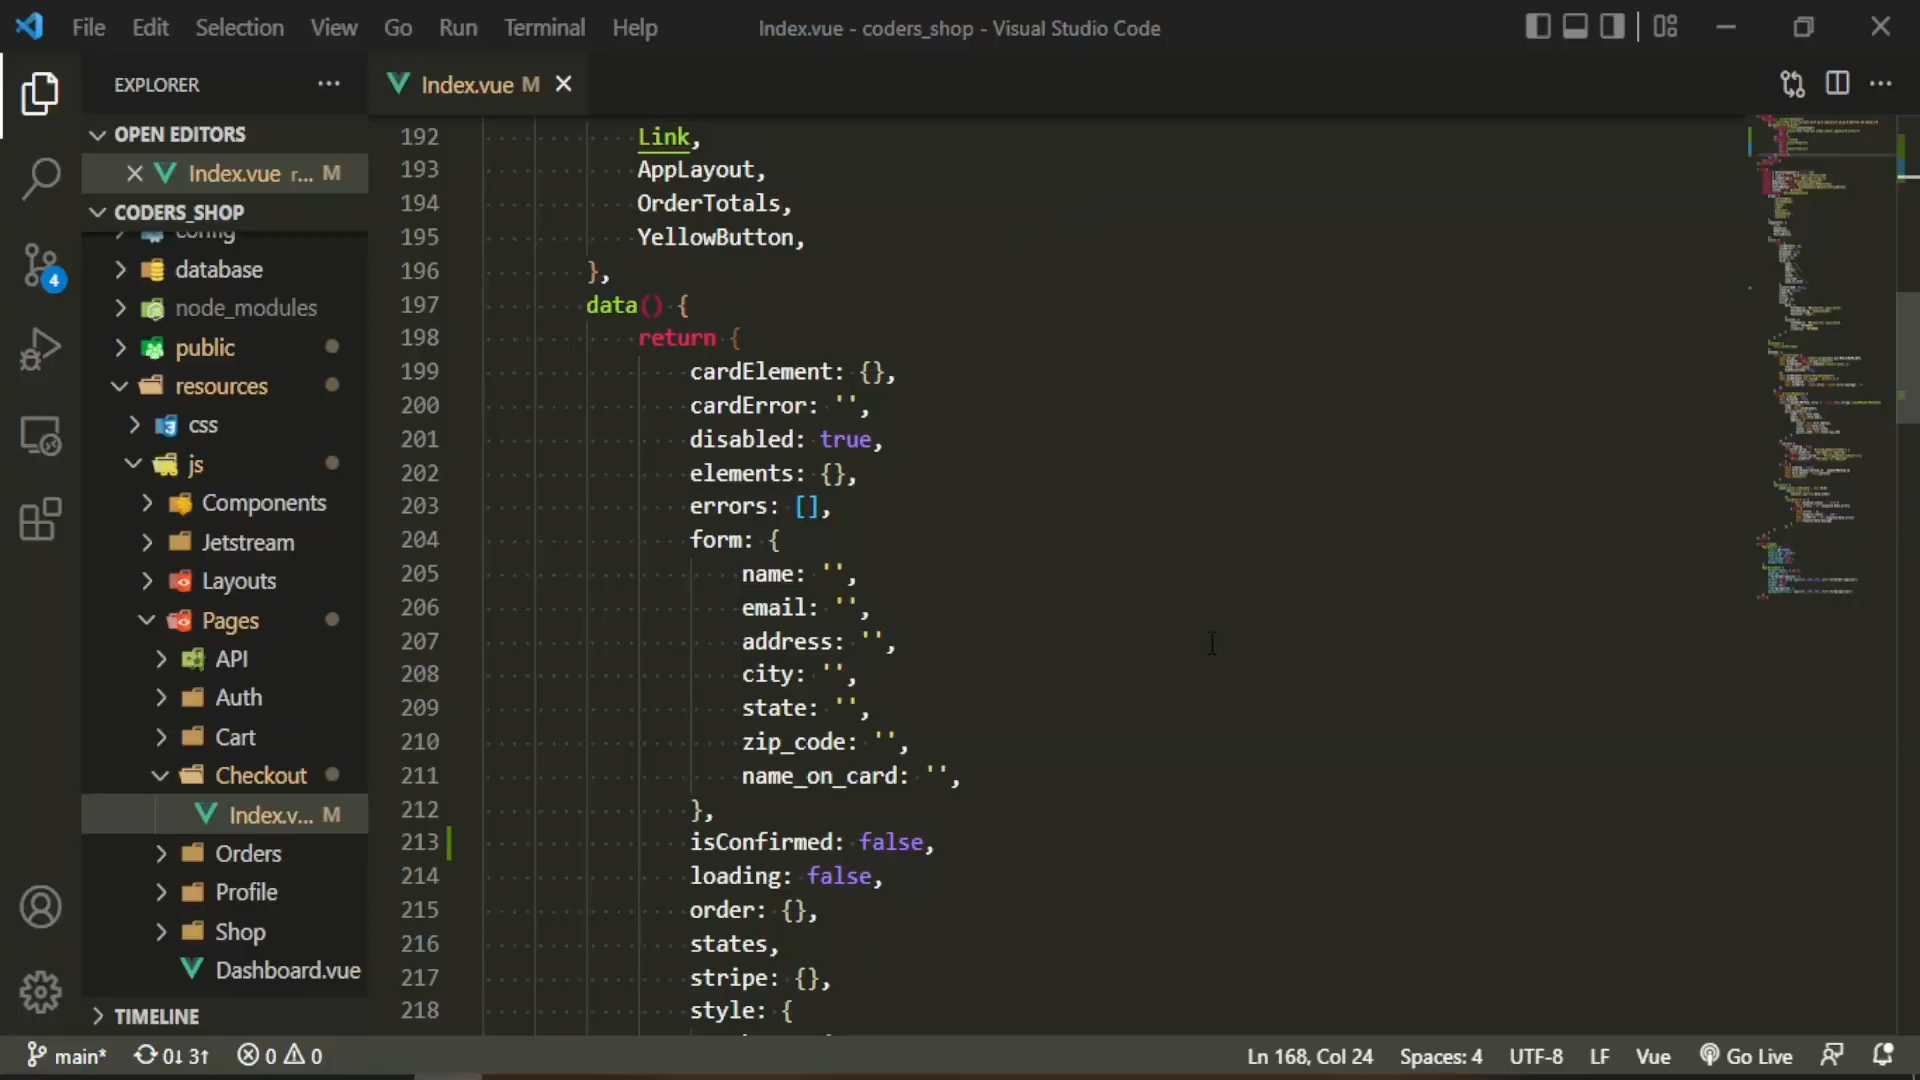 File Edit Selection View Go Run Terminal Help
Index.vue - coders_shop - Visual Studio Code
EXPLORER
Index.vue M
OPEN EDITORS
Index.vue r... M
CODERS_SHOP
config
database
node_modules
public
resources
css
js
Components
Jetstream
Layouts
Pages
API
Auth
Cart
Checkout
Index.v... M
Orders
Profile
Shop
Dashboard.vue
TIMELINE
4
192 Link,
193 AppLayout,
194 OrderTotals,
195 YellowButton,
196 },
197 data() {
198 return {
199 cardElement: {},
200 cardError: '',
201 disabled: true,
202 elements: {},
203 errors: [],
204 form: {
205 name: '',
206 email: '',
207 address: '',
208 city: '',
209 state: '',
210 zip_code: '',
211 name_on_card: '',
212 },
213 isConfirmed: false,
214 loading: false,
215 order: {},
216 states,
217 stripe: {},
218 style: {
main* 0↓ 3↑ 0 0
Ln 168, Col 24 Spaces: 4 UTF-8 LF Vue Go Live